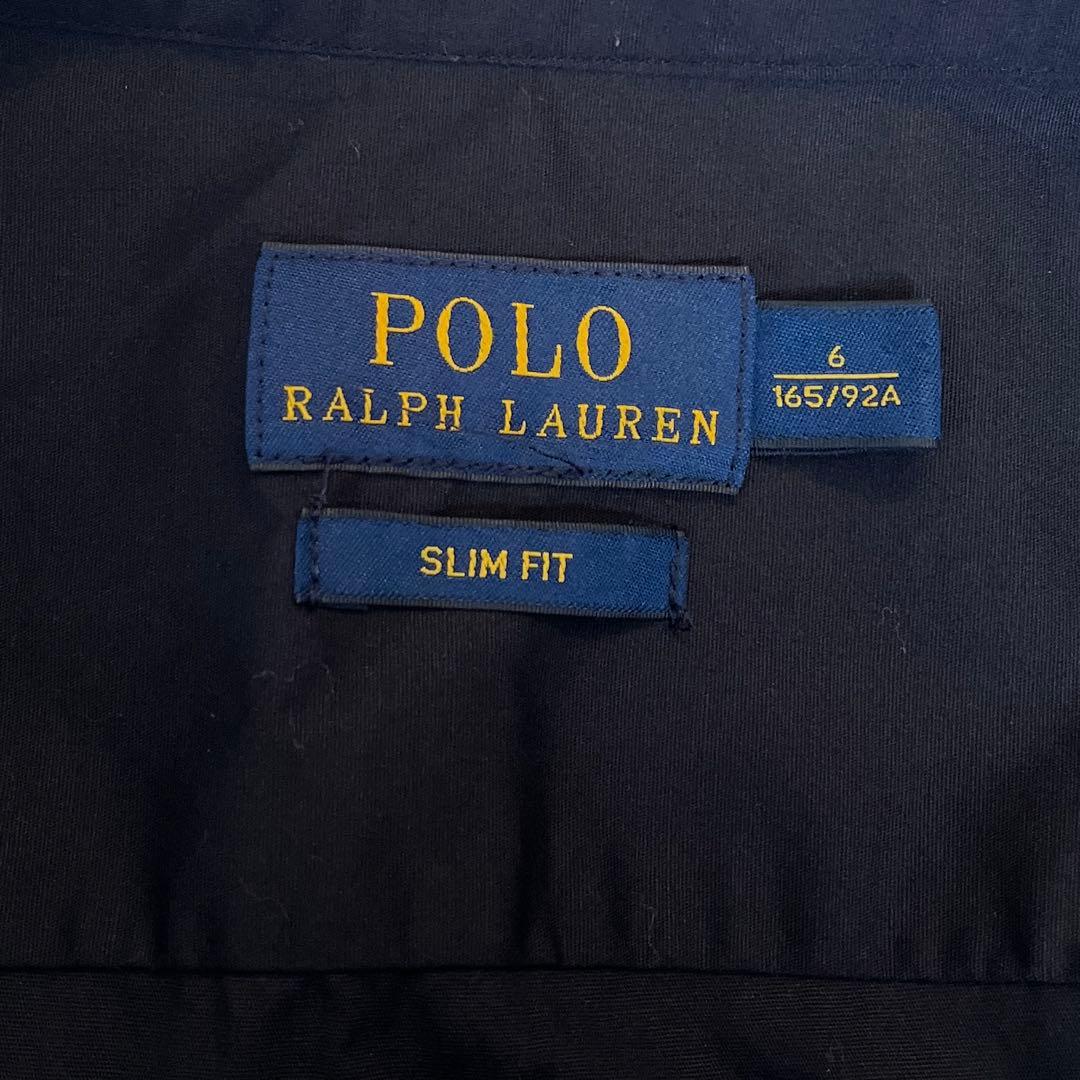 POLO
RALPH LAUREN
6
165/92A
SLIM FIT